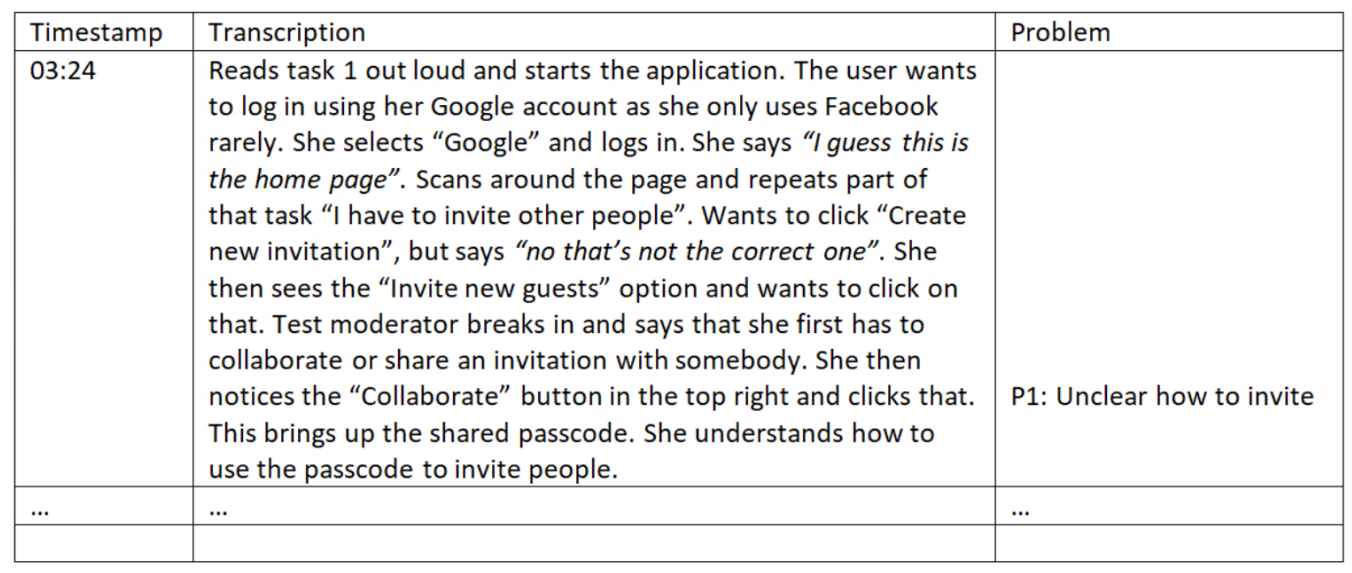 Timestamp Transcription Problem
03:24 Reads task 1 out loud and starts the application. The user wants
to log in using her Google account as she only uses Facebook
rarely. She selects “Google” and logs in. She says “I guess this is
the home page”. Scans around the page and repeats part of
that task “I have to invite other people”. Wants to click “Create
new invitation”, but says “no that’s not the correct one”. She
then sees the “Invite new guests” option and wants to click on
that. Test moderator breaks in and says that she first has to
collaborate or share an invitation with somebody. She then
notices the “Collaborate” button in the top right and clicks that. P1: Unclear how to invite
This brings up the shared passcode. She understands how to
use the passcode to invite people.
... ... ...